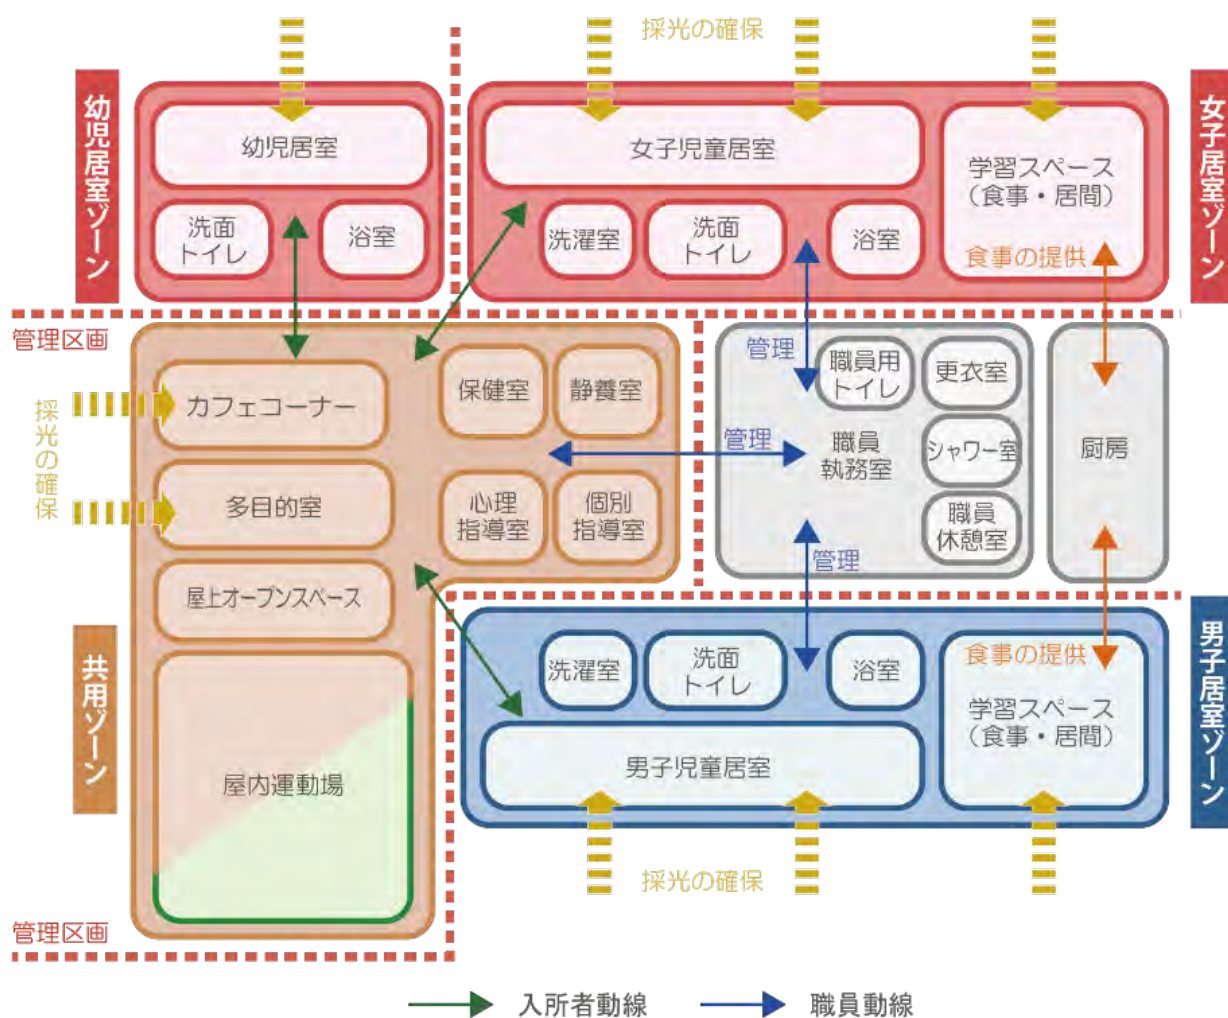 採光の確保
幼児居室ゾーン
幼児居室
洗面
トイレ
浴室
女子児童居室
洗濯室
洗面
トイレ
浴室
学習スペース
(食事・居間)
食事の提供
女子居室ゾーン
管理区画
採光の確保
カフェコーナー
多目的室
屋上オープンスペース
屋内運動場
保健室
静養室
心理
指導室
個別
指導室
共用ゾーン
管理
管理
管理
職員用
トイレ
更衣室
職員
執務室
シャワー室
職員
休憩室
厨房
洗濯室
洗面
トイレ
浴室
男子児童居室
食事の提供
学習スペース
(食事・居間)
男子居室ゾーン
採光の確保
管理区画
入所者動線
職員動線